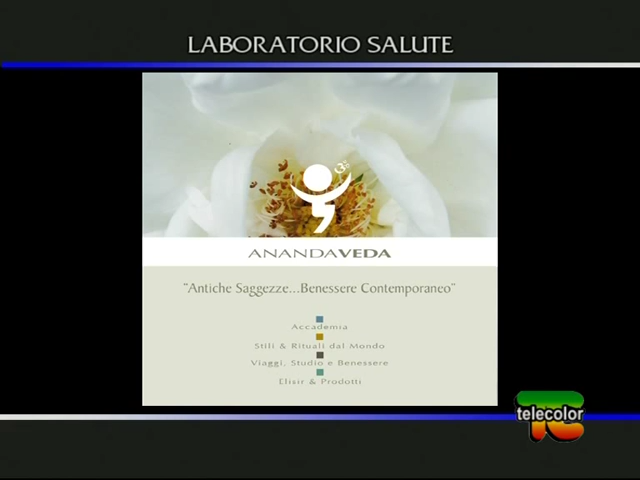 LABORATORIO SALUTE
ANANDAVEDA
"Antiche Saggezze...Benessere Contemporaneo"
Accademia
Stili & Rituali dal Mondo
Viaggi, Studio e Benessere
Elisir & Prodotti
telecolor